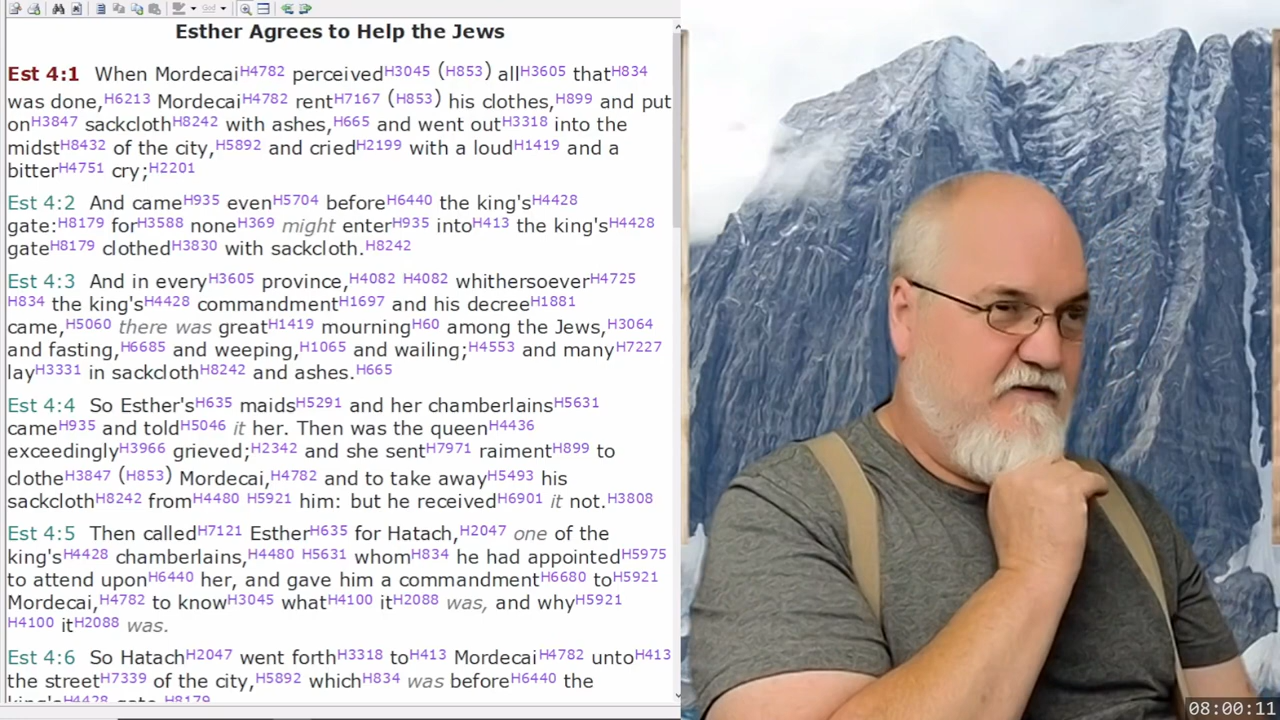 Esther Agrees to Help the Jews
Est 4:1 When MordecaiH4782 perceivedH3045 (H853) allH3605 thatH834
was done,H6213 MordecaiH4782 rentH7167 (H853) his clothes,H899 and put
onH3847 sackclothH8242 with ashes,H665 and went outH3318 into the
midstH8432 of the city,H5892 and criedH2199 with a loudH1419 and a
bitterH4751 cry;H2201
Est 4:2 And cameH935 evenH5704 beforeH6440 the king'sH4428
gate:H8179 forH3588 noneH369 might enterH935 intoH413 the king'sH4428
gateH8179 clothedH3830 with sackcloth.H8242
Est 4:3 And in everyH3605 province,H4082 H4082 whithersoeverH4725
H834 the king'sH4428 commandmentH1697 and his decreeH1881
came,H5060 there was greatH1419 mourningH60 among the Jews,H3064
and fasting,H6685 and weeping,H1065 and wailing;H4553 and manyH7227
layH3331 in sackclothH8242 and ashes.H665
Est 4:4 So Esther'sH635 maidsH5291 and her chamberlainsH5631
cameH935 and toldH5046 it her. Then was the queenH4436
exceedinglyH3966 grieved;H2342 and she sentH7971 raimentH899 to
clotheH3847 (H853) Mordecai,H4782 and to take awayH5493 his
sackclothH8242 fromH4480 H5921 him: but he receivedH6901 it not.H3808
Est 4:5 Then calledH7121 EstherH635 for Hatach,H2047 one of the
king'sH4428 chamberlains,H4480 H5631 whomH834 he had appointedH5975
to attend uponH6440 her, and gave him a commandmentH6680 toH5921
Mordecai,H4782 to knowH3045 whatH4100 itH2088 was, and whyH5921
H4100 itH2088 was.
Est 4:6 So HatachH2047 went forthH3318 toH413 MordecaiH4782 untoH413
the streetH7339 of the city,H5892 whichH834 was beforeH6440 the
king'sH4428 gate.H8179
08:00:11